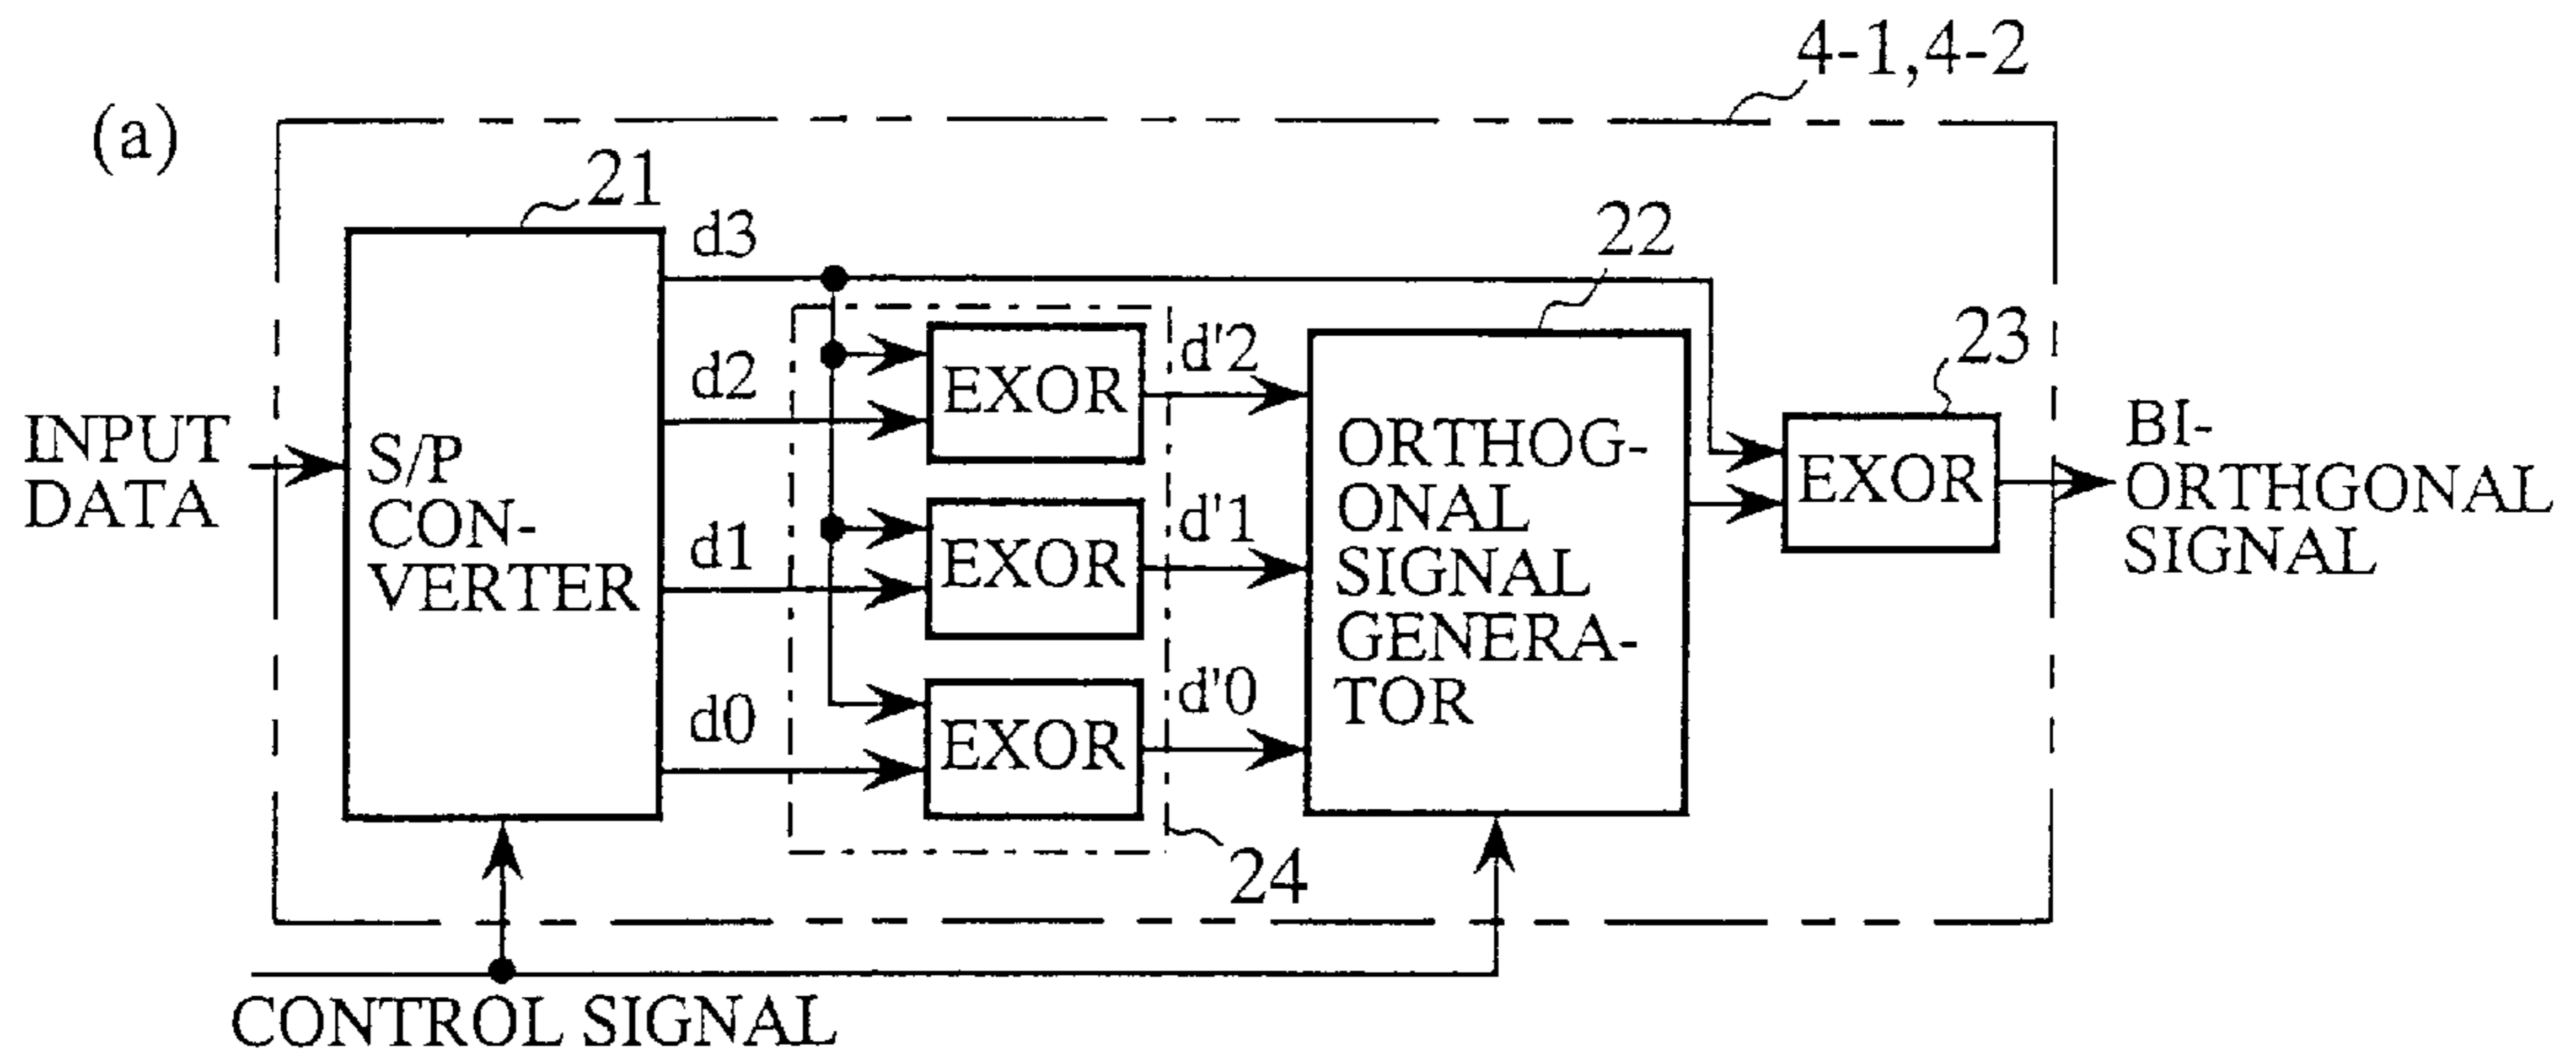 (a)
4-1,4-2
21
d3
22
d2
EXOR
d'2
23
INPUT
DATA
S/P
CON-
VERTER
d1
EXOR
d'1
ORTHOG-
ONAL
SIGNAL
GENERA-
TOR
EXOR
BI-
ORTHGONAL
SIGNAL
d0
EXOR
d'0
24
CONTROL SIGNAL